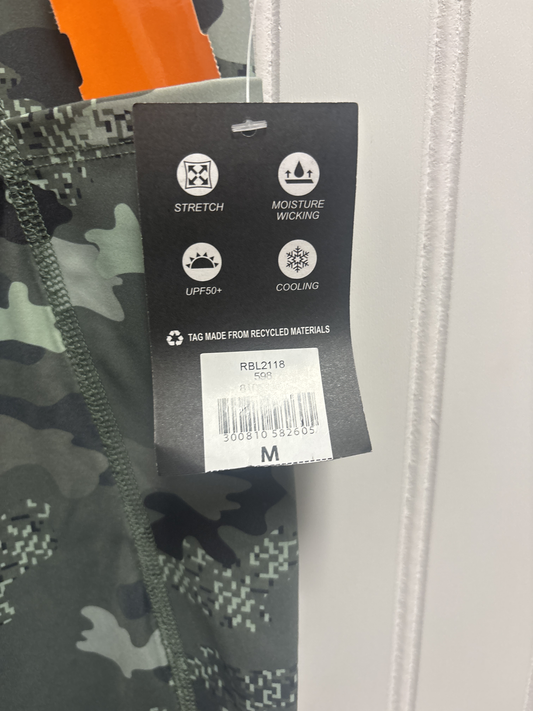 STRETCH
MOISTURE
WICKING
UPF50+
COOLING
TAG MADE FROM RECYCLED MATERIALS
RBL2118
598
300810 582605
M